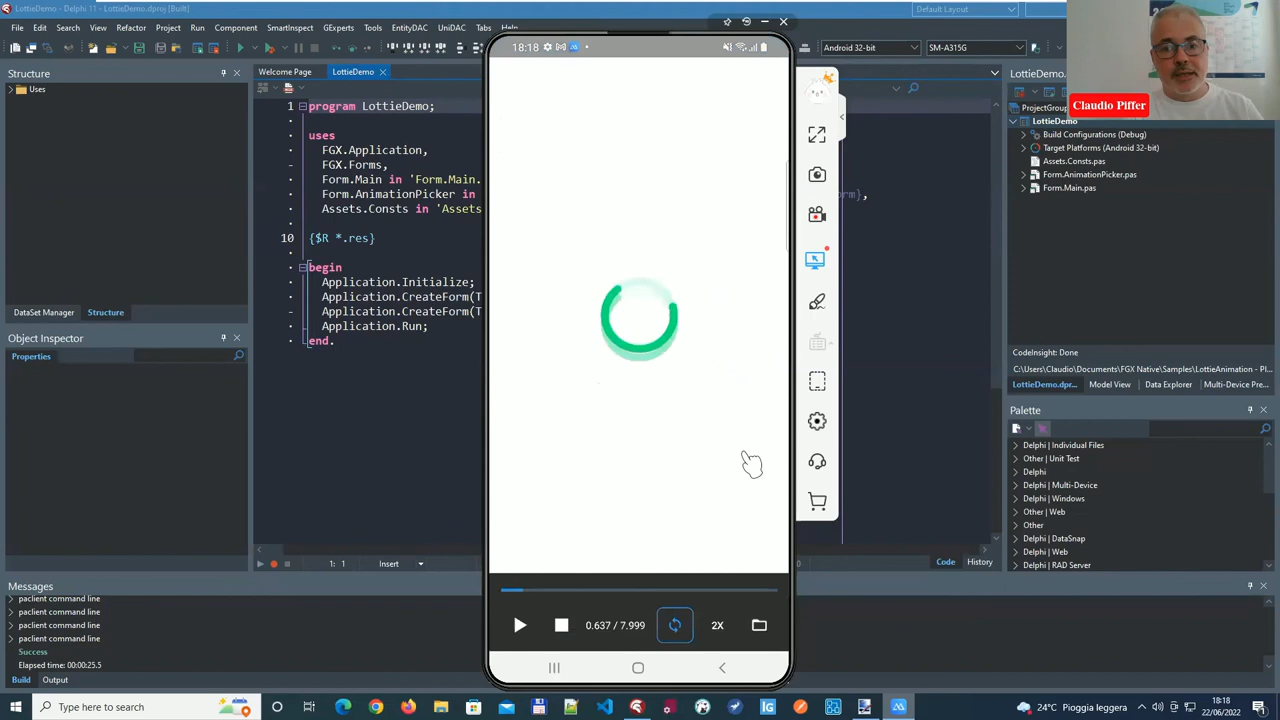 LottieDemo - Delphi 11 - LottieDemo.dproj [Built]
Default Layout
File Edit Search View Refactor Project Run Component SmartInspect GExperts Tools EntityDAC UniDAC Tabs Help
18:18
Android 32-bit
SM-A315G
Claudio Piffer
Structure
Uses
Welcome Page
LottieDemo
LottieDemo.dproj
ProjectGroup
LottieDemo
Build Configurations (Debug)
Target Platforms (Android 32-bit)
Assets.Consts.pas
Form.AnimationPicker.pas
Form.Main.pas
1
program LottieDemo;
uses
FGX.Application,
FGX.Forms,
Form.Main in 'Form.Main.
Form.AnimationPicker in
Assets.Consts in 'Assets
10
{$R *.res}
begin
Application.Initialize;
Application.CreateForm(T
Application.CreateForm(T
Application.Run;
end.
DataSet Manager
Structure
Object Inspector
Properties
CodeInsight: Done
C:\Users\Claudio\Documents\FGX Native\Samples\LottieAnimation - Pl...
LottieDemo.dpr...
Model View
Data Explorer
Multi-Device Pre...
Palette
Delphi | Individual Files
Other | Unit Test
Delphi
Delphi | Multi-Device
Delphi | Windows
Other | Web
Other
Delphi | DataSnap
Delphi | Web
Delphi | RAD Server
1: 1
Insert
Code
History
Messages
paclient command line
paclient command line
paclient command line
paclient command line
Success
Elapsed time: 00:00:25.5
Build
Output
0.637 / 7.999
2X
Type here to search
24°C Pioggia leggera
18:18
22/06/2022